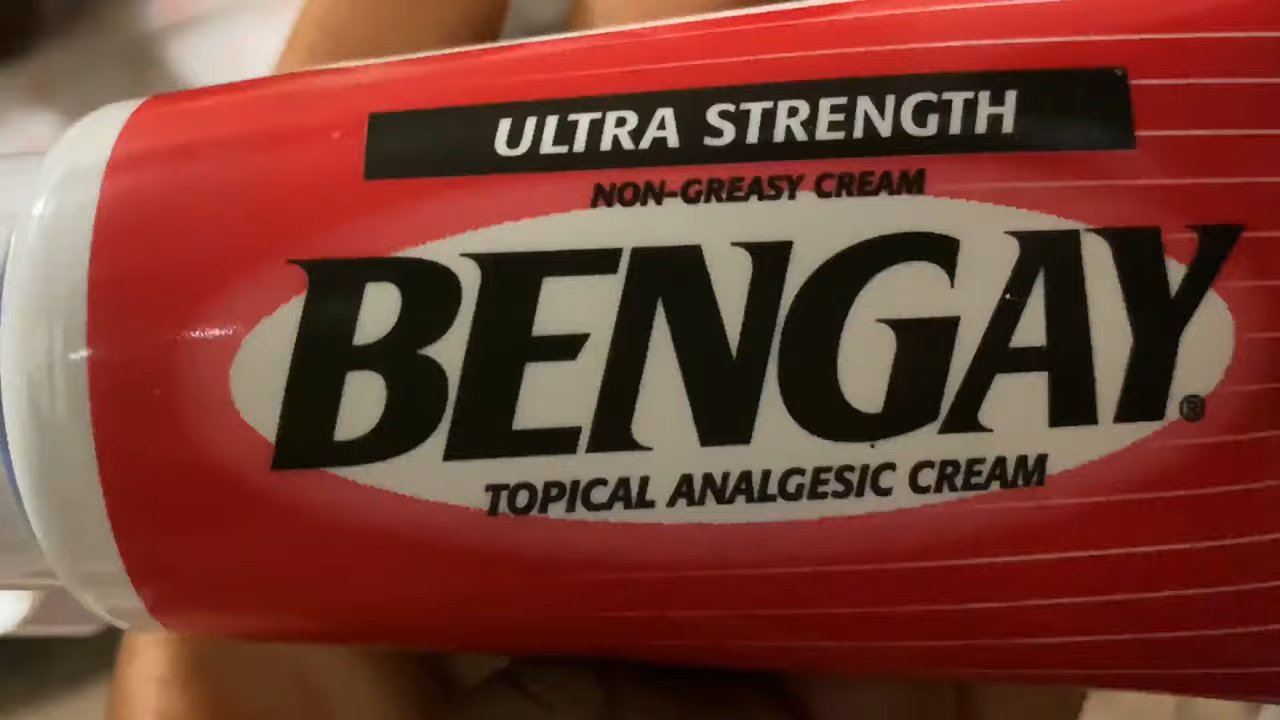 ULTRA STRENGTH
NON-GREASY CREAM
BENGAY®
TOPICAL ANALGESIC CREAM